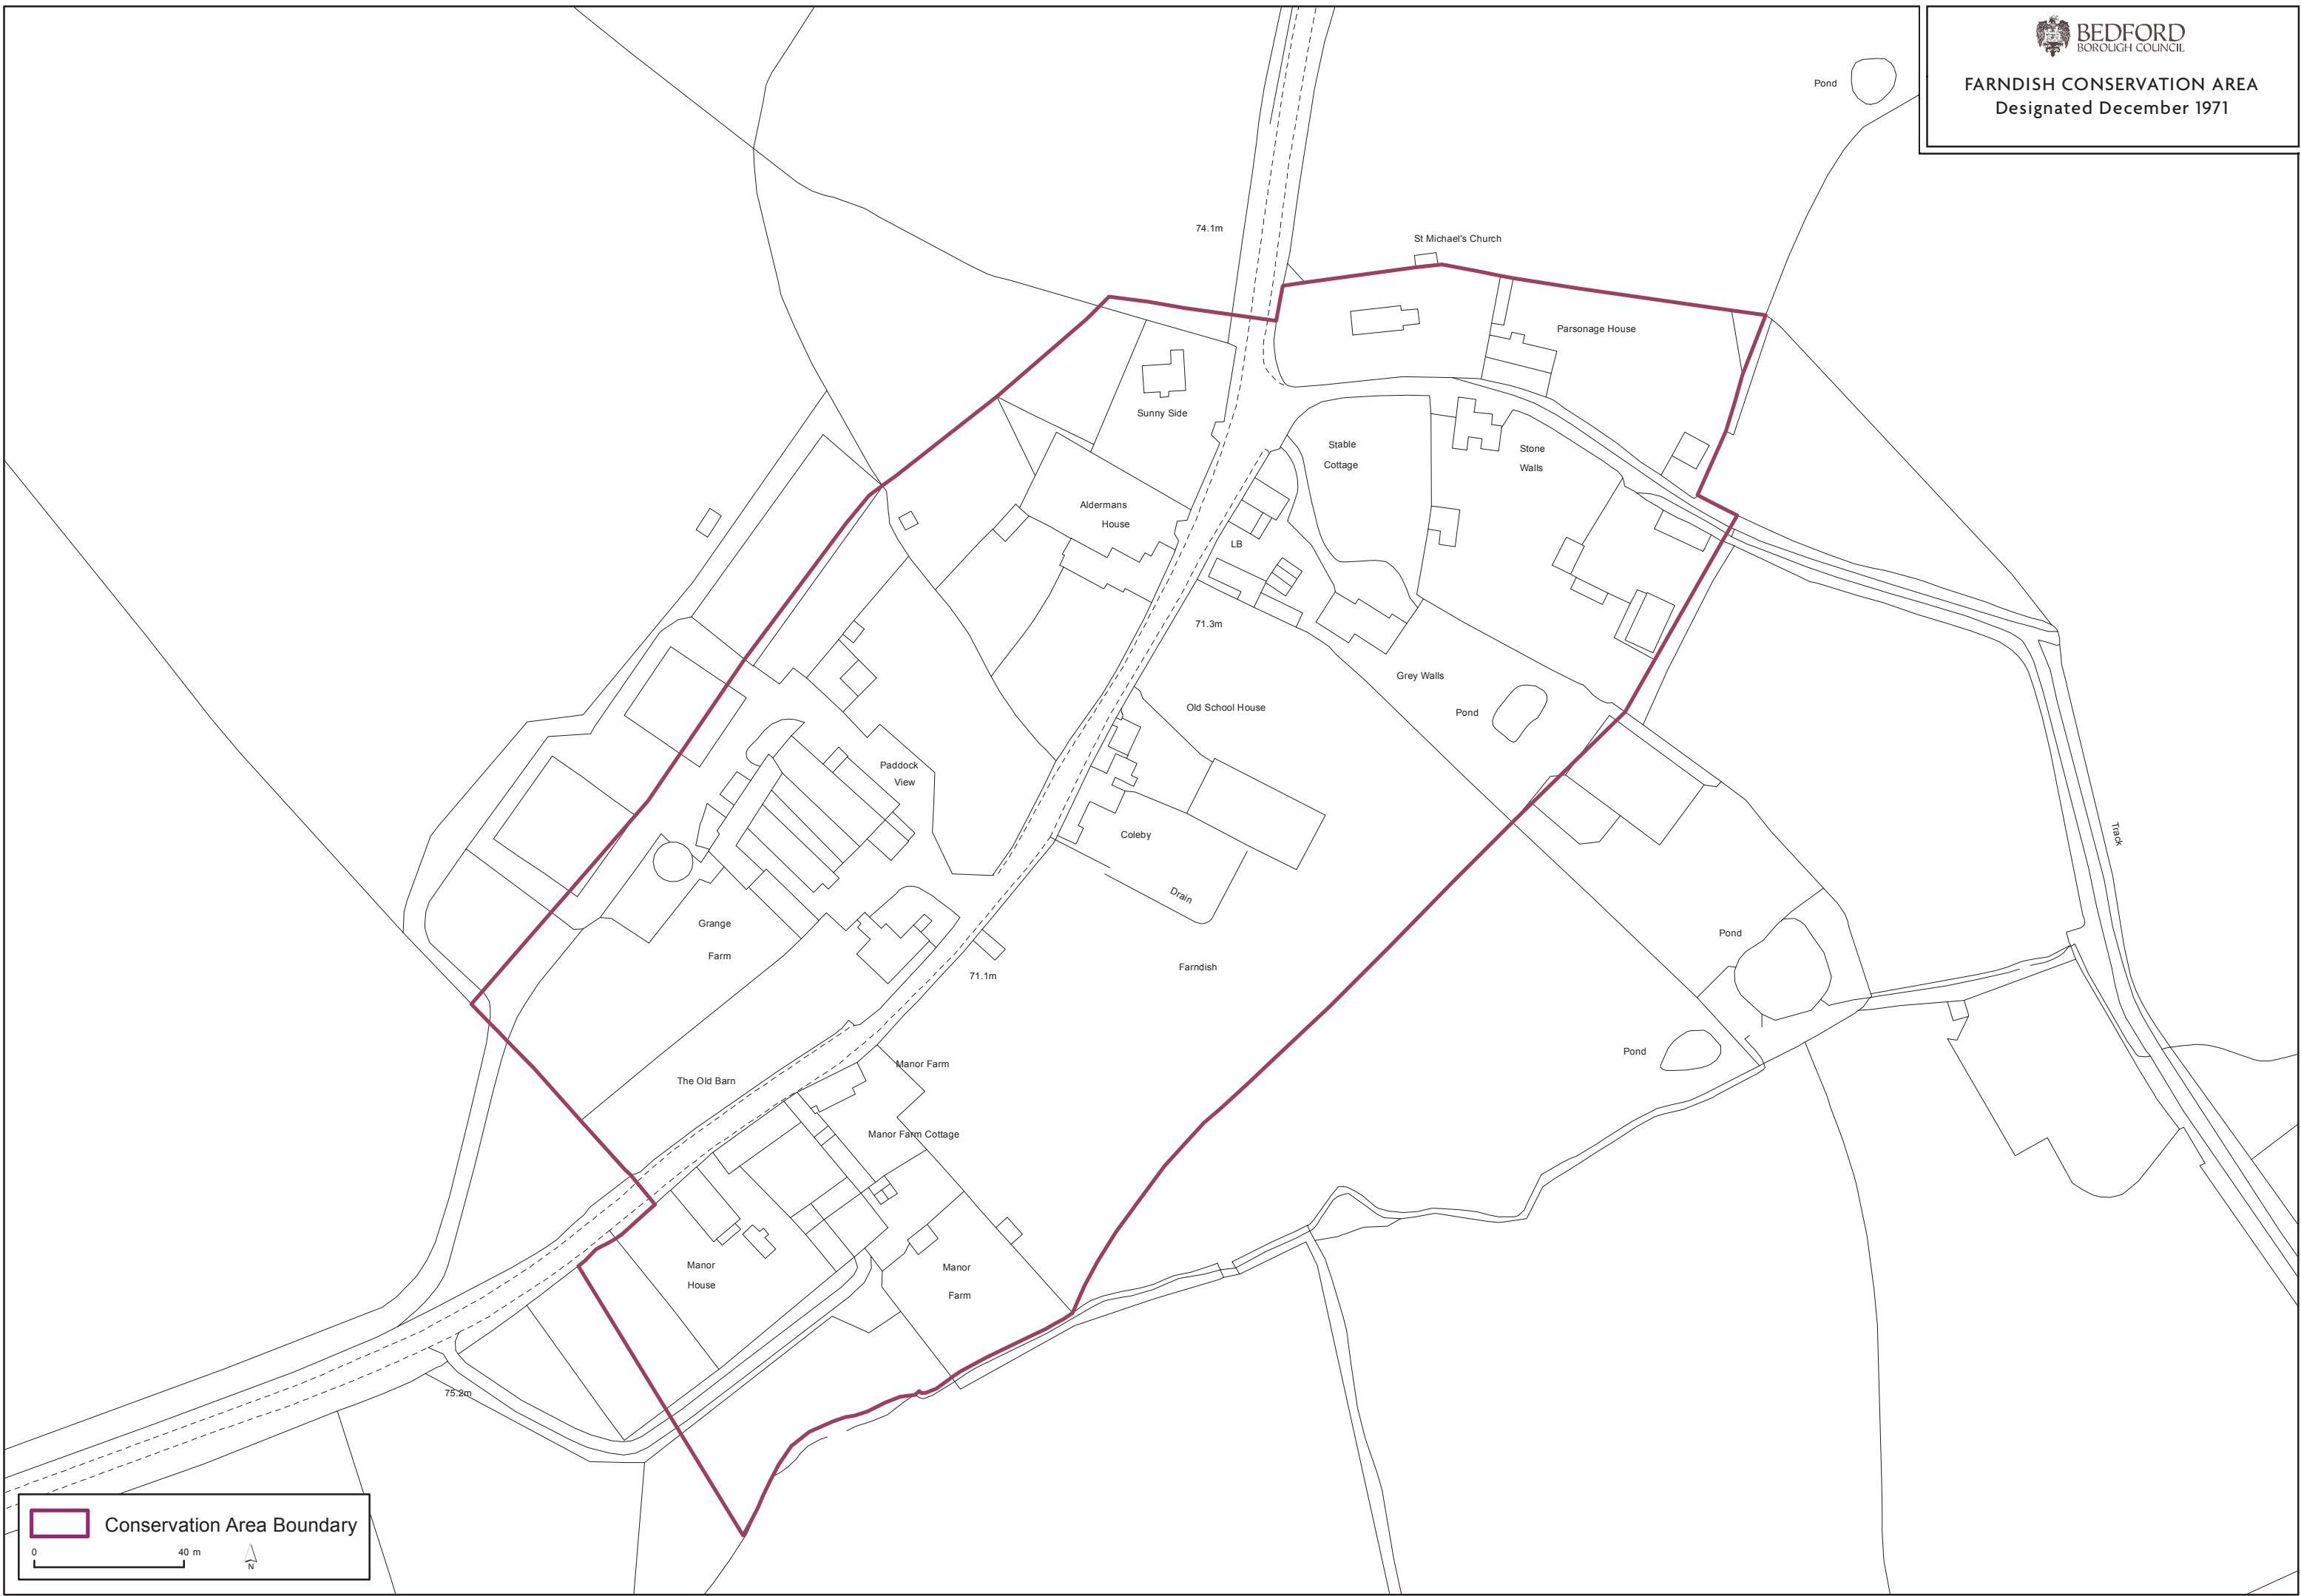 BEDFORD
BOROUGH COUNCIL
FARNDISH CONSERVATION AREA
Designated December 1971
Pond
74.1m
St Michael's Church
Parsonage House
Sunny Side
Stable
Cottage
Stone
Walls
Aldermans
House
LB
71.3m
Grey Walls
Old School House
Pond
Paddock
View
Coleby
Track
Drain
Grange
Farm
Pond
Farndish
71.1m
Pond
Manor Farm
The Old Barn
Manor Farm Cottage
Manor
House
Manor
Farm
75.2m
Conservation Area Boundary
0 40 m
N